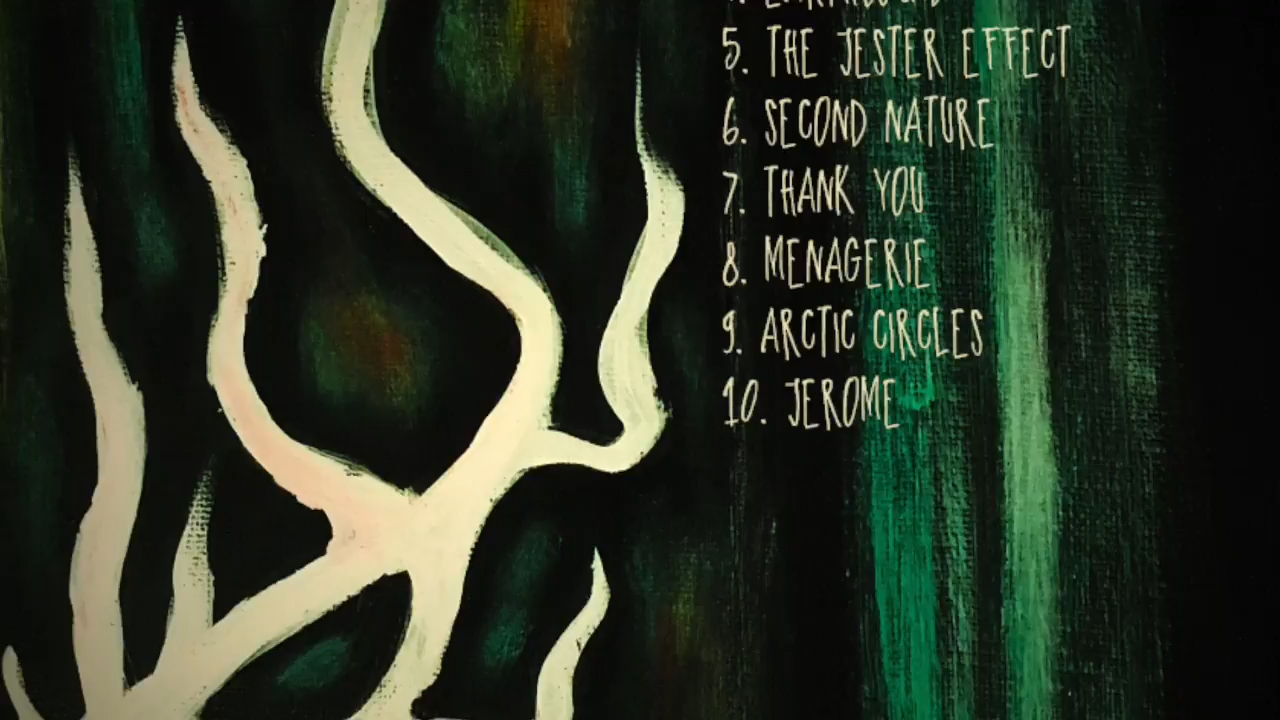 5. THE JESTER EFFECT
6. SECOND NATURE
7. THANK YOU
8. MENAGERIE
9. ARCTIC CIRCLES
10. JEROME